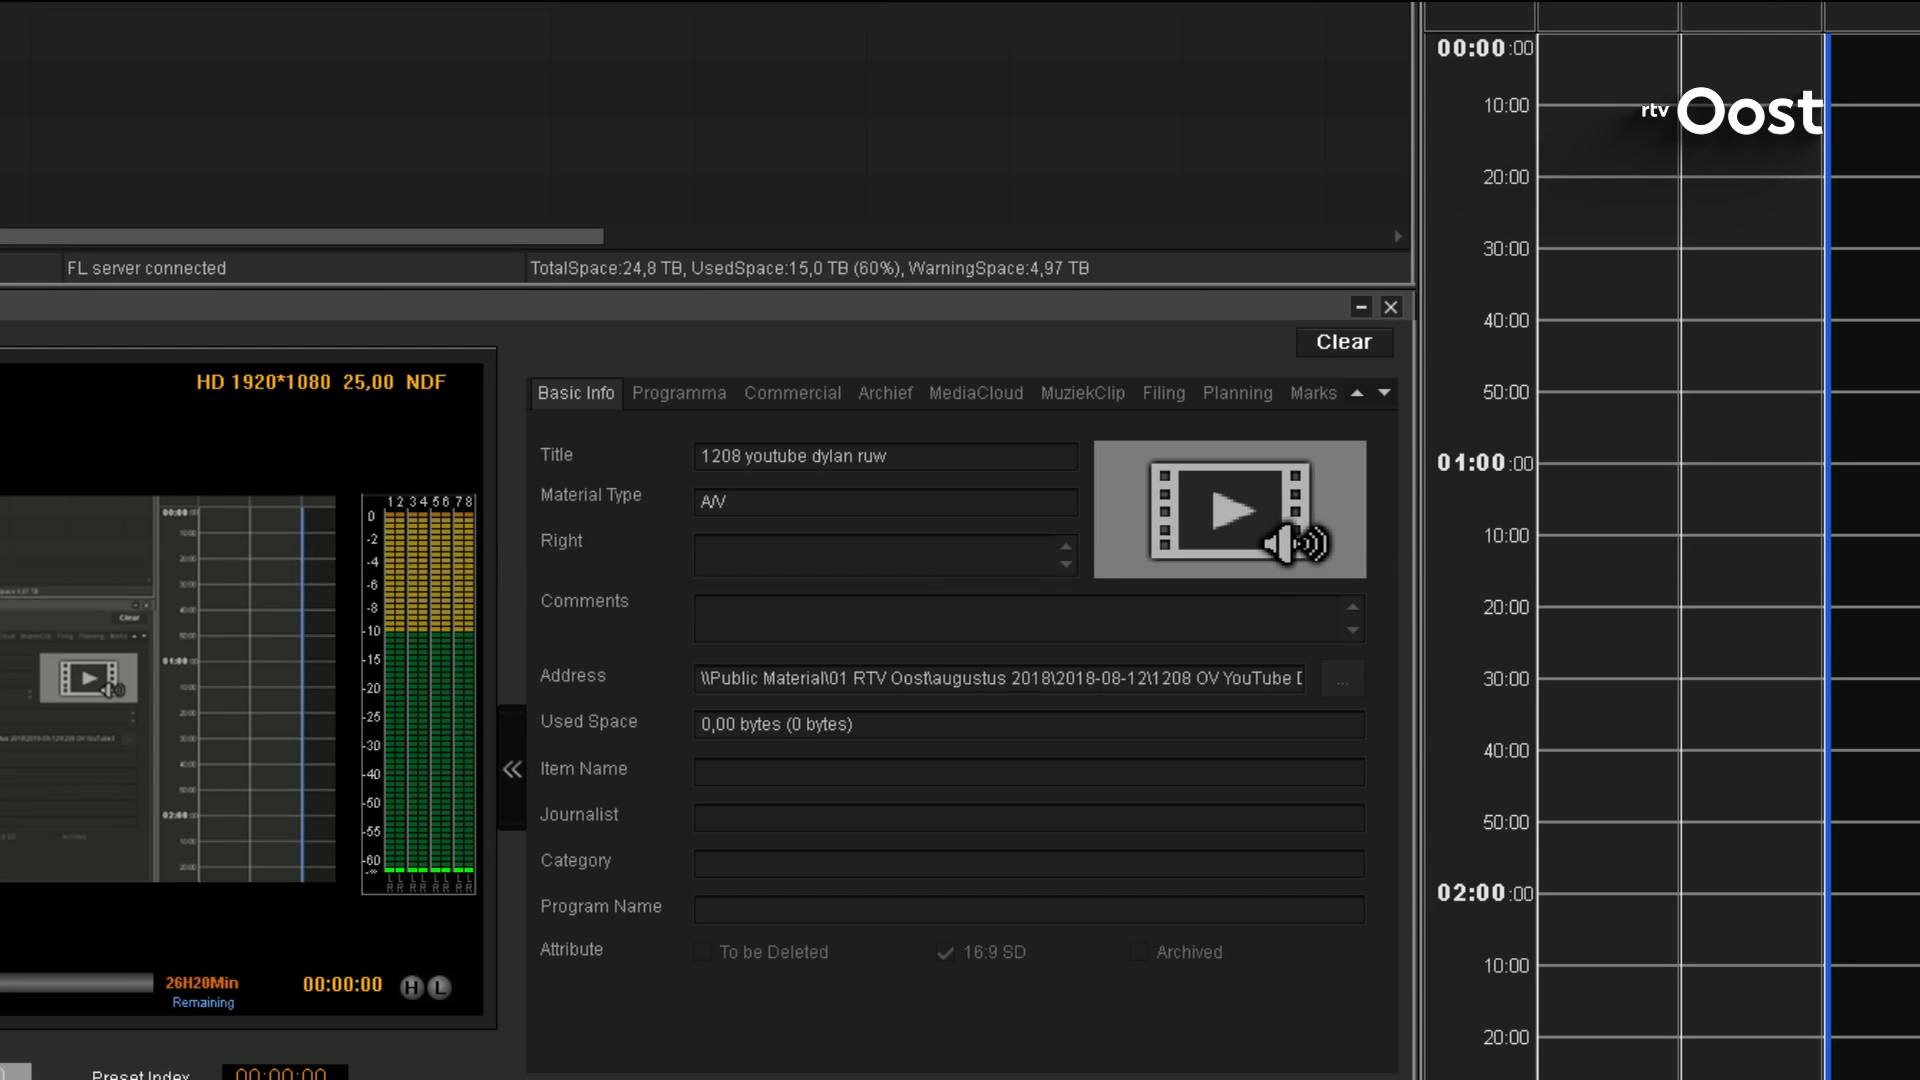 rtv Oost
FL server connected
TotalSpace:24,8 TB, UsedSpace:15,0 TB (60%), WarningSpace:4,97 TB
Clear
HD 1920*1080 25,00 NDF
Basic Info Programma Commercial Archief MediaCloud MuziekClip Filing Planning Marks
Title 1208 youtube dylan ruw
Material Type A/V
Right
Comments
Address \\Public Material\01 RTV Oost\augustus 2018\2018-08-12\1208 OV YouTube
Used Space 0,00 bytes (0 bytes)
Item Name
Journalist
Category
Program Name
Attribute To be Deleted 16:9 SD Archived
1 2 3 4 5 6 7 8
0
-2
-4
-6
-8
-10
-15
-20
-25
-30
-40
-50
-55
-60
-∞
L L L L
R R R R R R R R
26H20Min
Remaining
00:00:00
H L
Preset Index 00:00:00
00:00:00
10:00
20:00
30:00
40:00
50:00
01:00:00
10:00
20:00
30:00
40:00
50:00
02:00:00
10:00
20:00